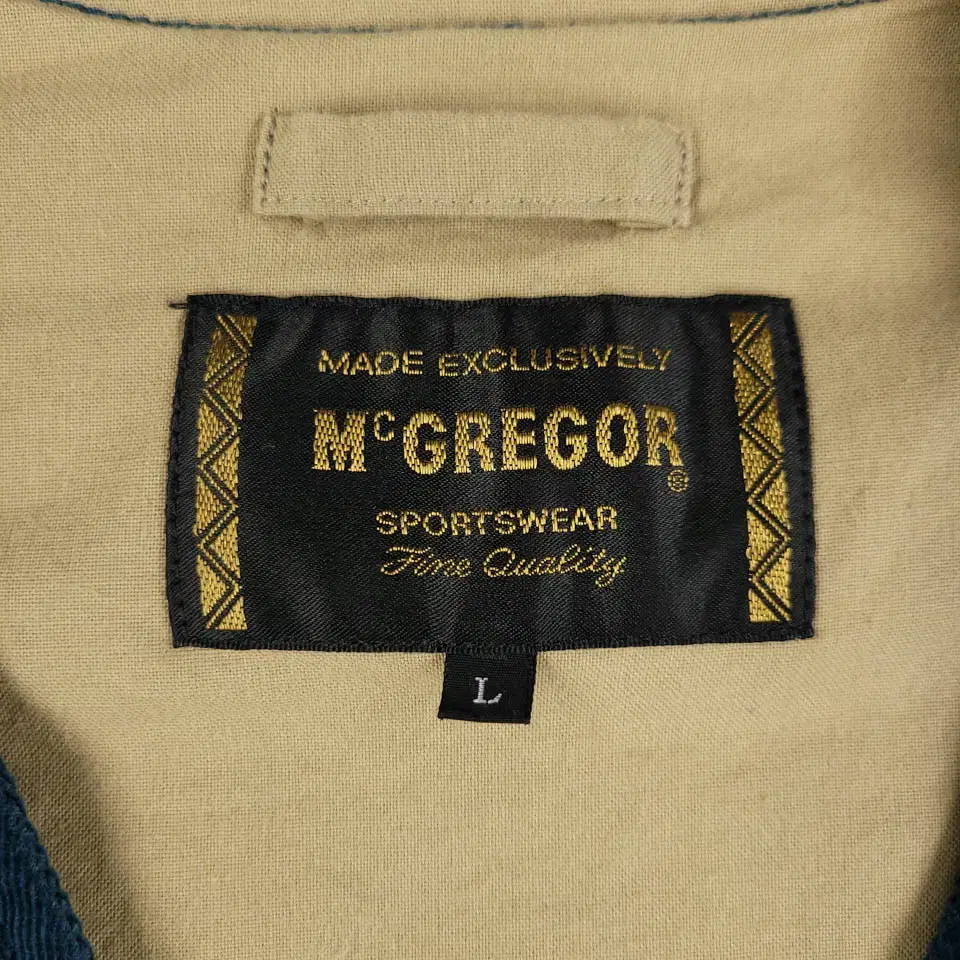 MADE EXCLUSIVELY
McGREGOR
SPORTSWEAR
Fine Quality
L